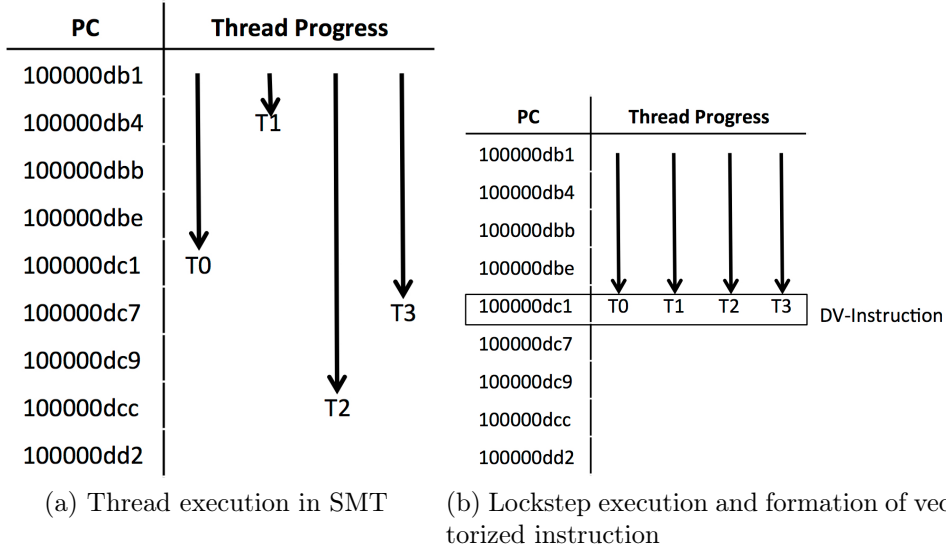 PC Thread Progress
100000db1
100000db4 T1
100000dbb
100000dbe
100000dc1 T0
100000dc7 T3
100000dc9
100000dcc T2
100000dd2
(a) Thread execution in SMT
PC Thread Progress
100000db1
100000db4
100000dbb
100000dbe
100000dc1 T0 T1 T2 T3 DV-Instruction
100000dc7
100000dc9
100000dcc
100000dd2
(b) Lockstep execution and formation of vec
torized instruction